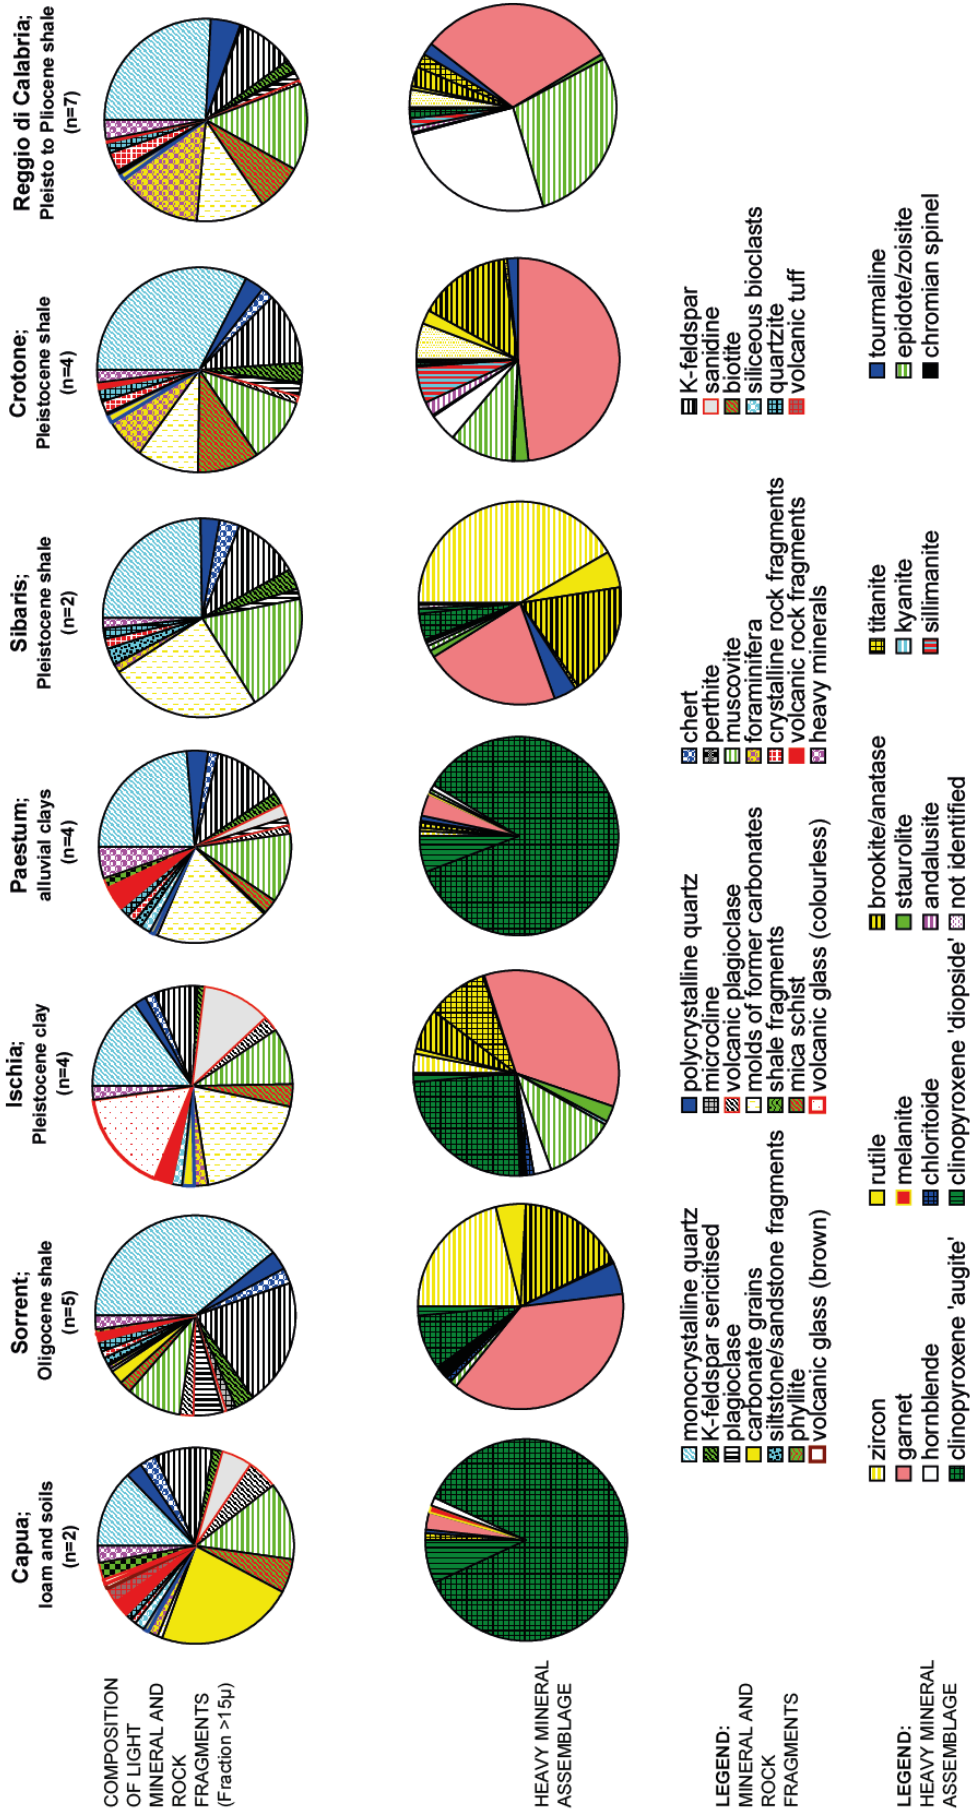 Capua;
loam and soils
(n=2)
Sorrent;
Oligocene shale
(n=5)
Ischia;
Pleistocene clay
(n=4)
Paestum;
alluvial clays
(n=4)
Sibaris;
Pleistocene shale
(n=2)
Crotone;
Pleistocene shale
(n=4)
Reggio di Calabria;
Pleisto to Pliocene shale
(n=7)
COMPOSITION
OF LIGHT
MINERAL AND
ROCK
FRAGMENTS
(Fraction >15µ)
HEAVY MINERAL
ASSEMBLAGE
LEGEND:
MINERAL AND
ROCK
FRAGMENTS
monocrystalline quartz
K-feldspar sericitised
plagioclase
carbonate grains
siltstone/sandstone fragments
phyllite
volcanic glass (brown)
polycrystalline quartz
microcline
volcanic plagioclase
molds of former carbonates
shale fragments
mica schist
volcanic glass (colourless)
chert
perthite
muscovite
foraminifera
crystalline rock fragments
volcanic rock fragments
heavy minerals
K-feldspar
sanidine
biotite
siliceous bioclasts
quartzite
volcanic tuff
LEGEND:
HEAVY MINERAL
ASSEMBLAGE
zircon
garnet
hornblende
clinopyroxene 'augite'
rutile
melanite
chloritoide
clinopyroxene 'diopside'
brookite/anatase
staurolite
andalusite
not identified
titanite
kyanite
sillimanite
tourmaline
epidote/zoisite
chromian spinel